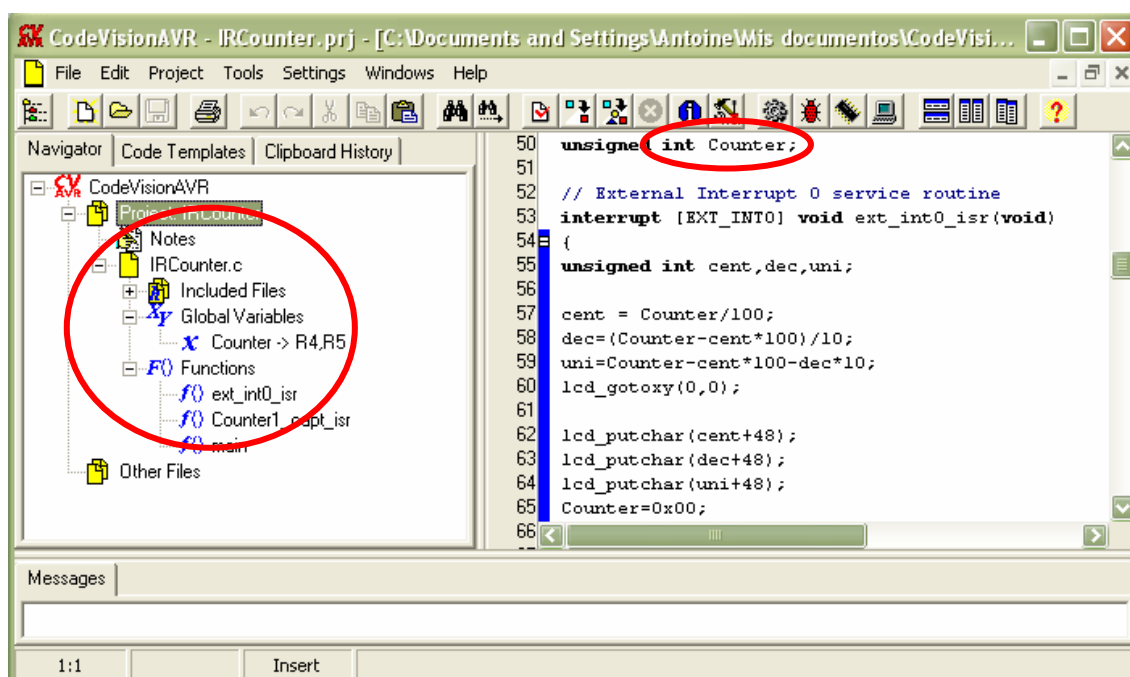 CodeVisionAVR - IRCounter.prj - [C:\Documents and Settings\Antoine\Mis documentos\CodeVisi...
File Edit Project Tools Settings Windows Help
Navigator Code Templates Clipboard History
CodeVisionAVR
Project: IRCounter
Notes
IRCounter.c
Included Files
Global Variables
Counter -> R4,R5
Functions
ext_int0_isr
Counter1_capt_isr
main
Other Files
50 unsigned int Counter;
51
52 // External Interrupt 0 service routine
53 interrupt [EXT_INT0] void ext_int0_isr(void)
54 {
55 unsigned int cent,dec,uni;
56
57 cent = Counter/100;
58 dec=(Counter-cent*100)/10;
59 uni=Counter-cent*100-dec*10;
60 lcd_gotoxy(0,0);
61
62 lcd_putchar(cent+48);
63 lcd_putchar(dec+48);
64 lcd_putchar(uni+48);
65 Counter=0x00;
66
Messages
1:1 Insert